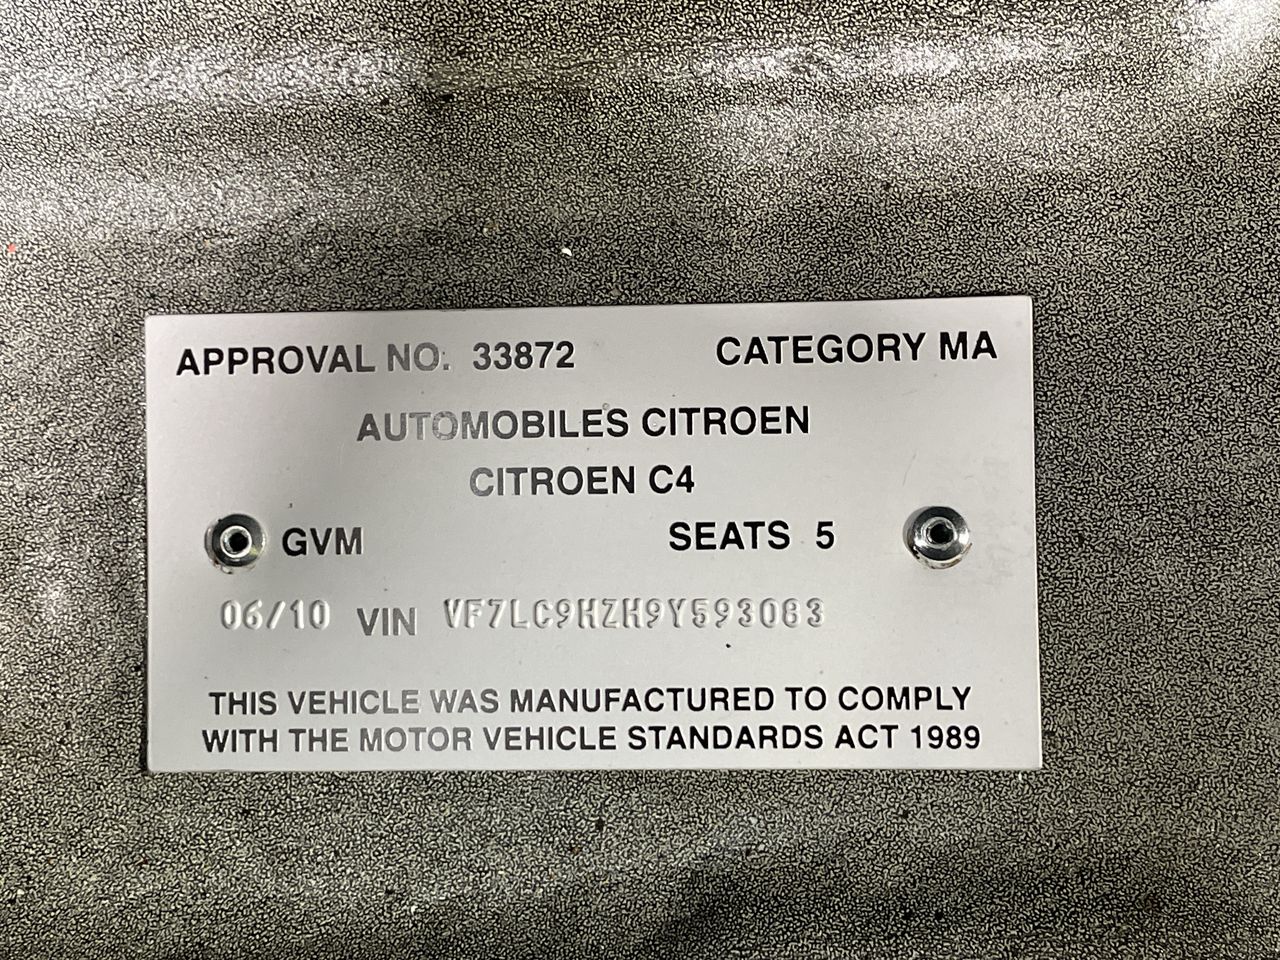 APPROVAL NO: 33872 CATEGORY MA
AUTOMOBILES CITROEN
CITROEN C4
GVM SEATS 5
06/10 VIN VF7LC9HZH9Y593083
THIS VEHICLE WAS MANUFACTURED TO COMPLY
WITH THE MOTOR VEHICLE STANDARDS ACT 1989